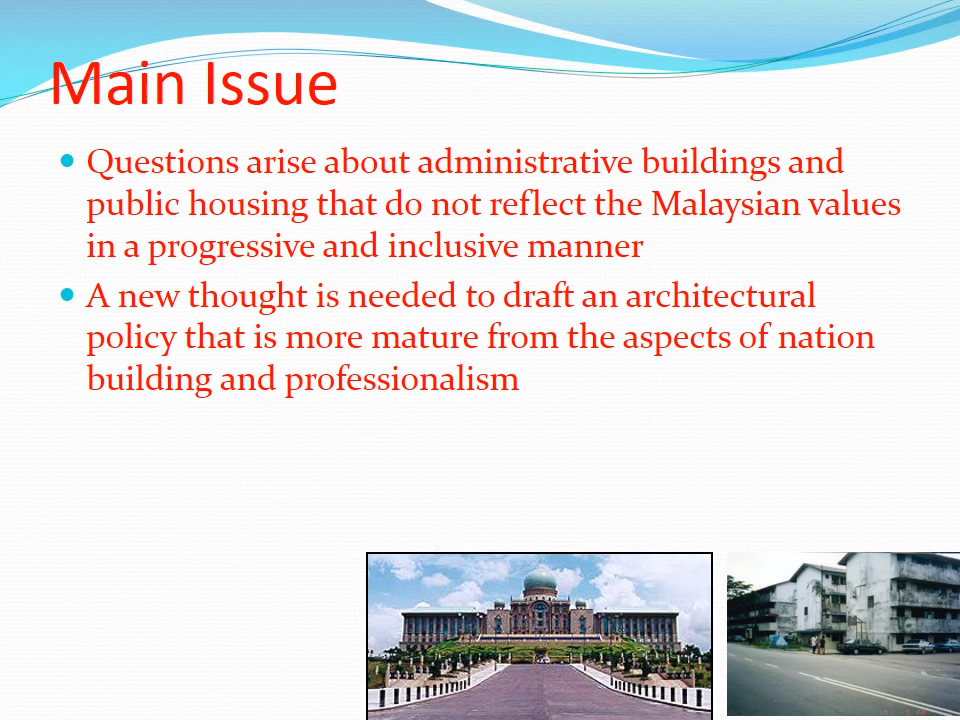 Main Issue
• Questions arise about administrative buildings and
public housing that do not reflect the Malaysian values
in a progressive and inclusive manner
• A new thought is needed to draft an architectural
policy that is more mature from the aspects of nation
building and professionalism